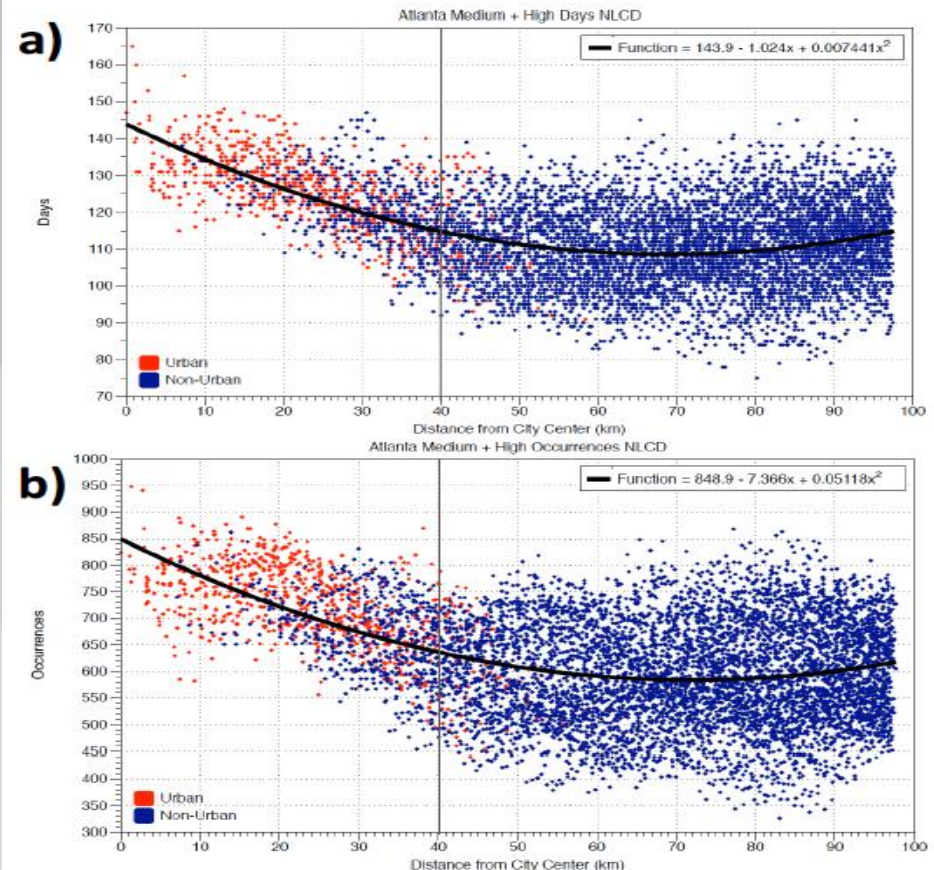 a)
Atlanta Medium + High Days NLCD
Function = 143.9 - 1.024x + 0.007441x²
170
160
150
140
130
120
110
100
90
80
70
Days
Urban
Non-Urban
0 10 20 30 40 50 60 70 80 90 100
Distance from City Center (km)
b)
Atlanta Medium + High Occurrences NLCD
Function = 848.9 - 7.366x + 0.05118x²
1000
950
900
850
800
750
700
650
600
550
500
450
400
350
300
Occurrences
Urban
Non-Urban
0 10 20 30 40 50 60 70 80 90 100
Distance from City Center (km)